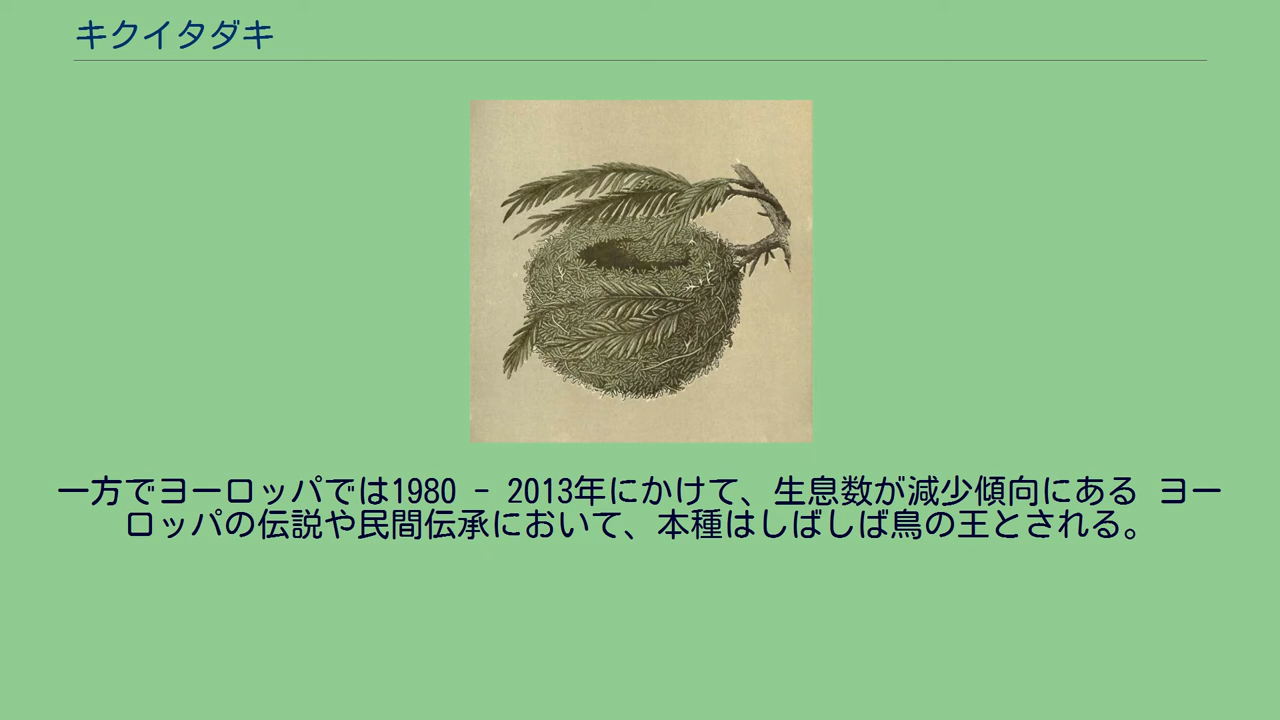 キクイタダキ
一方でヨーロッパでは1980 - 2013年にかけて、生息数が減少傾向にある ヨー
ロッパの伝説や民間伝承において、本種はしばしば鳥の王とされる。